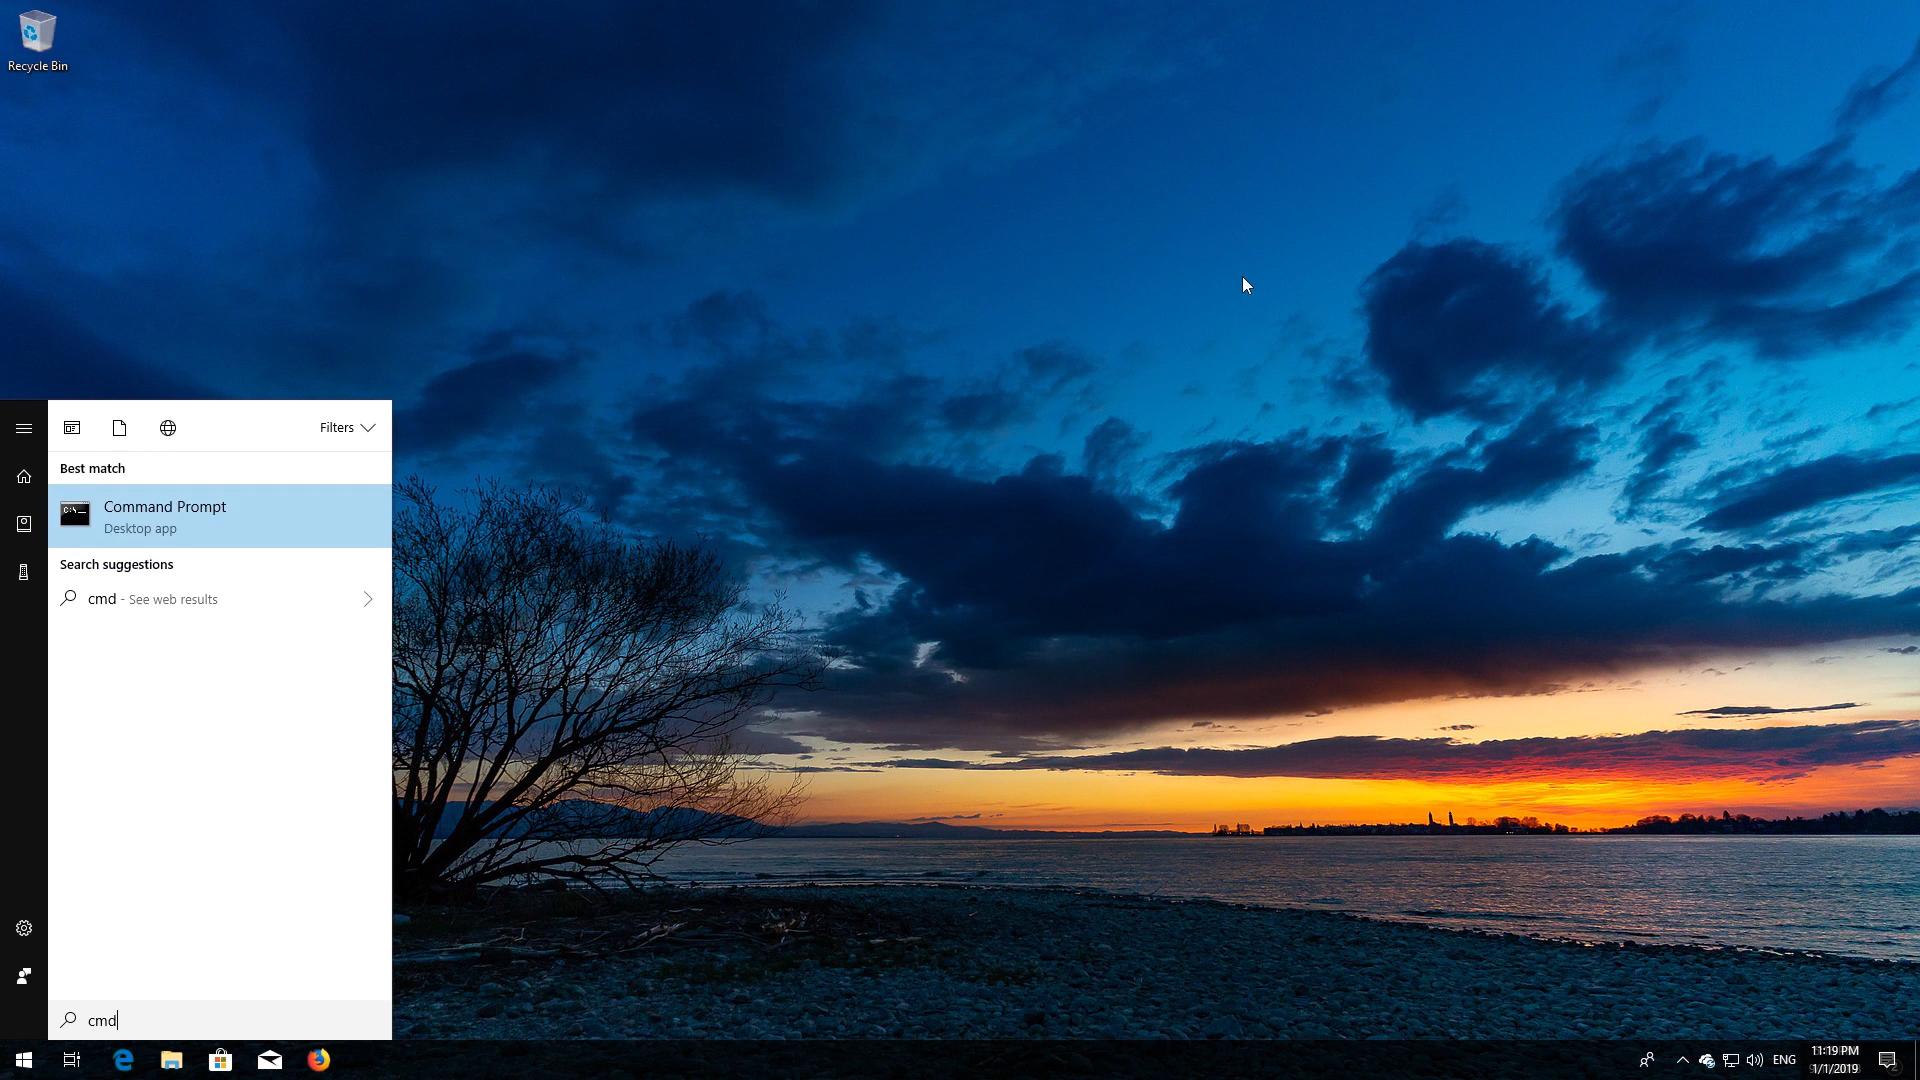 Recycle Bin
Filters
Best match
C:\_
Command Prompt
Desktop app
Search suggestions
cmd - See web results
cmd
ENG
11:19 PM
1/1/2019